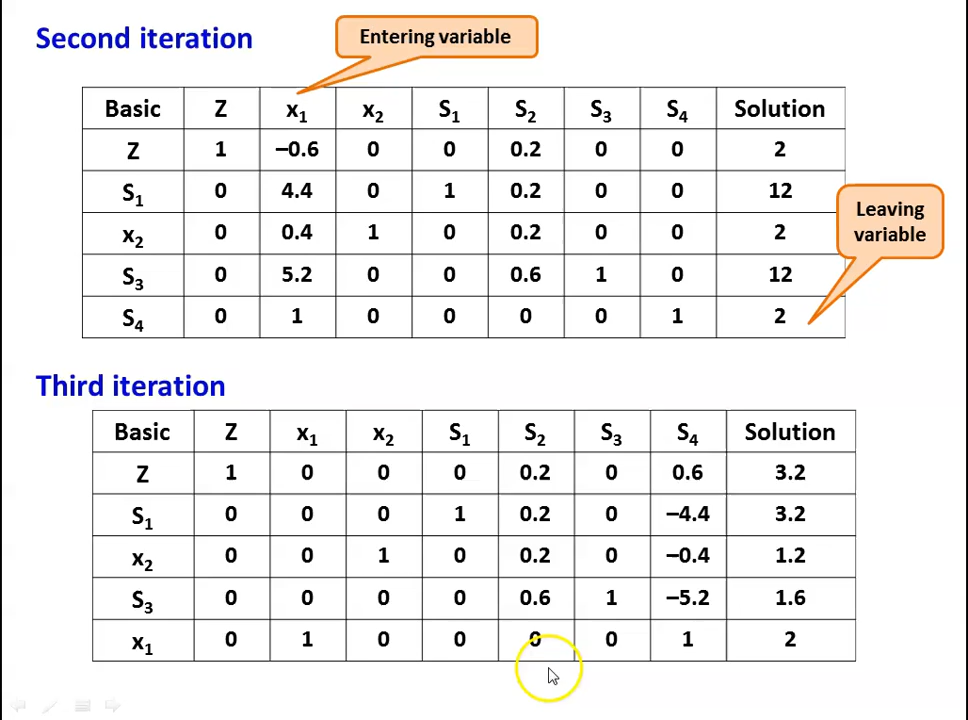 Second iteration
Entering variable
Basic Z x₁ x₂ S₁ S₂ S₃ S₄ Solution
Z 1 –0.6 0 0 0.2 0 0 2
S₁ 0 4.4 0 1 0.2 0 0 12
x₂ 0 0.4 1 0 0.2 0 0 2
S₃ 0 5.2 0 0 0.6 1 0 12
S₄ 0 1 0 0 0 0 1 2
Leaving
variable
Third iteration
Basic Z x₁ x₂ S₁ S₂ S₃ S₄ Solution
Z 1 0 0 0 0.2 0 0.6 3.2
S₁ 0 0 0 1 0.2 0 –4.4 3.2
x₂ 0 0 1 0 0.2 0 –0.4 1.2
S₃ 0 0 0 0 0.6 1 –5.2 1.6
x₁ 0 1 0 0 0 0 1 2